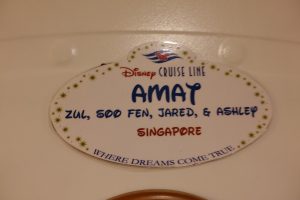 Disney CRUISE LINE
AMAT
ZUL, SOO FEN, JARED, & ASHLEY
SINGAPORE
WHERE DREAMS COME TRUE